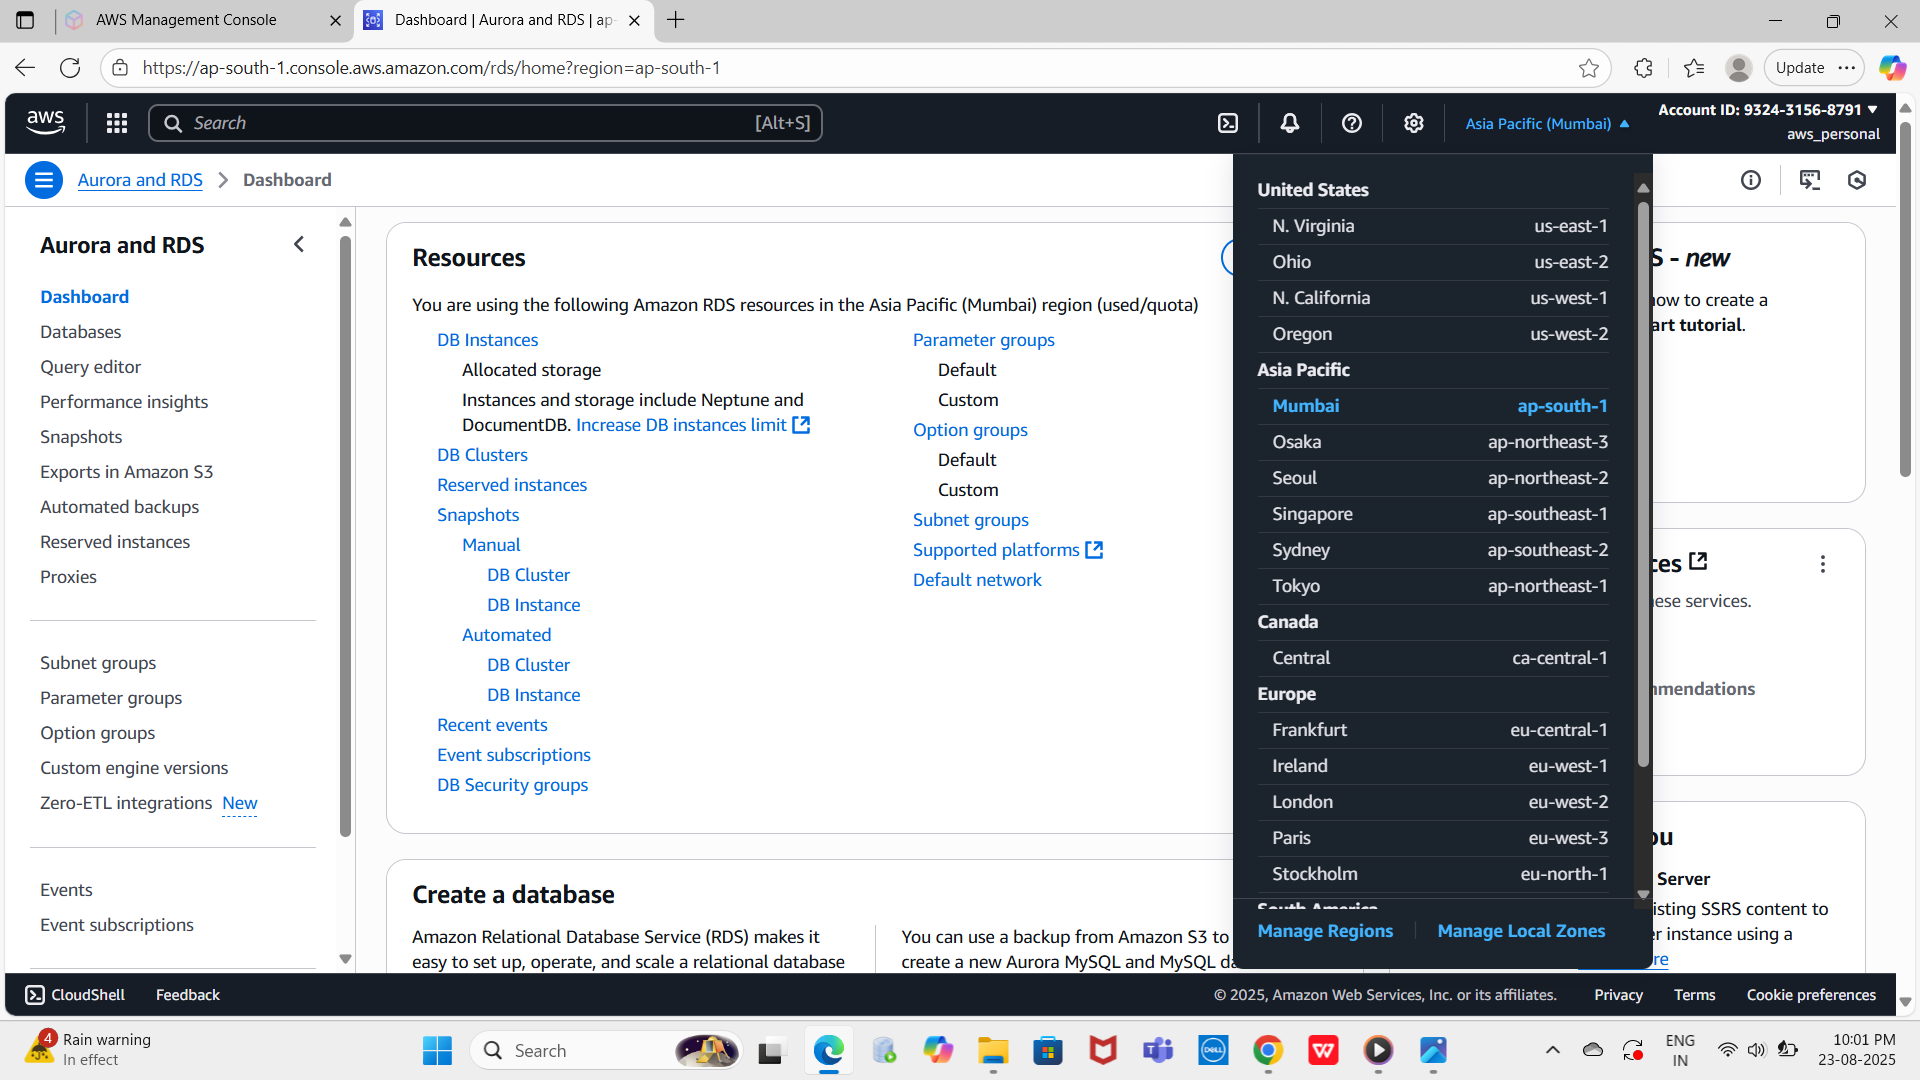 AWS Management Console
Dashboard | Aurora and RDS | ap-
https://ap-south-1.console.aws.amazon.com/rds/home?region=ap-south-1
Update
aws
Search [Alt+S]
Asia Pacific (Mumbai)
Account ID: 9324-3156-8791
aws_personal
Aurora and RDS
Dashboard
Aurora and RDS
Dashboard
Databases
Query editor
Performance insights
Snapshots
Exports in Amazon S3
Automated backups
Reserved instances
Proxies
Subnet groups
Parameter groups
Option groups
Custom engine versions
Zero-ETL integrations New
Events
Event subscriptions
Resources
You are using the following Amazon RDS resources in the Asia Pacific (Mumbai) region (used/quota)
DB Instances
Allocated storage
Instances and storage include Neptune and
DocumentDB. Increase DB instances limit
DB Clusters
Reserved instances
Snapshots
Manual
DB Cluster
DB Instance
Automated
DB Cluster
DB Instance
Recent events
Event subscriptions
DB Security groups
Parameter groups
Default
Custom
Option groups
Default
Custom
Subnet groups
Supported platforms
Default network
Create a database
Amazon Relational Database Service (RDS) makes it
easy to set up, operate, and scale a relational database
You can use a backup from Amazon S3 to
create a new Aurora MySQL and MySQL
United States
N. Virginia us-east-1
Ohio us-east-2
N. California us-west-1
Oregon us-west-2
Asia Pacific
Mumbai ap-south-1
Osaka ap-northeast-3
Seoul ap-northeast-2
Singapore ap-southeast-1
Sydney ap-southeast-2
Tokyo ap-northeast-1
Canada
Central ca-central-1
Europe
Frankfurt eu-central-1
Ireland eu-west-1
London eu-west-2
Paris eu-west-3
Stockholm eu-north-1
South America
Manage Regions
Manage Local Zones
S - new
to create a
tutorial.
services.
Server
SSRS content to
instance using a
CloudShell
Feedback
© 2025, Amazon Web Services, Inc. or its affiliates.
Privacy
Terms
Cookie preferences
4
Rain warning
In effect
Search
DELL
ENG
IN
10:01 PM
23-08-2025